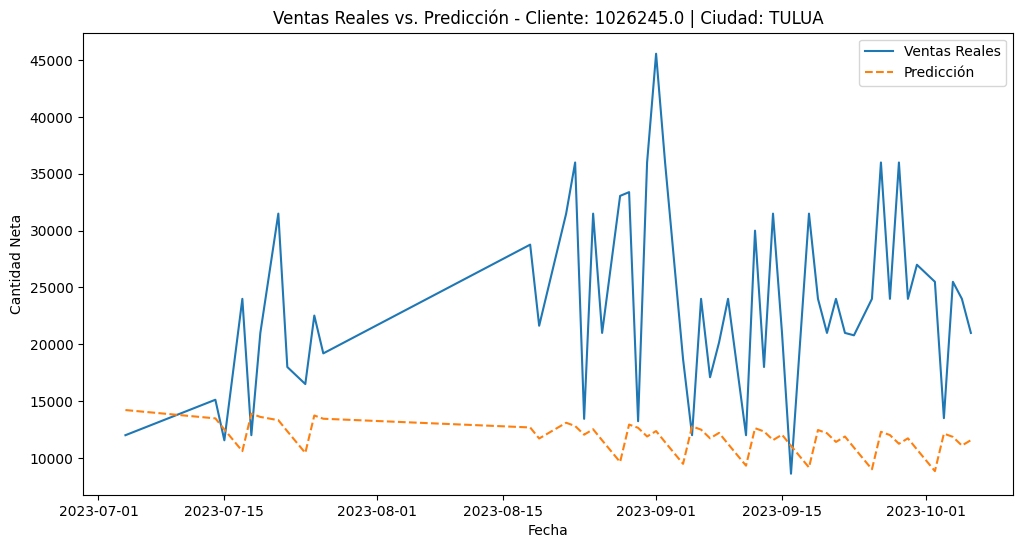 Ventas Reales vs. Predicción - Cliente: 1026245.0 | Ciudad: TULUA
Ventas Reales
Predicción
45000
40000
35000
30000
25000
20000
15000
10000
Cantidad Neta
2023-07-01 2023-07-15 2023-08-01 2023-08-15 2023-09-01 2023-09-15 2023-10-01
Fecha